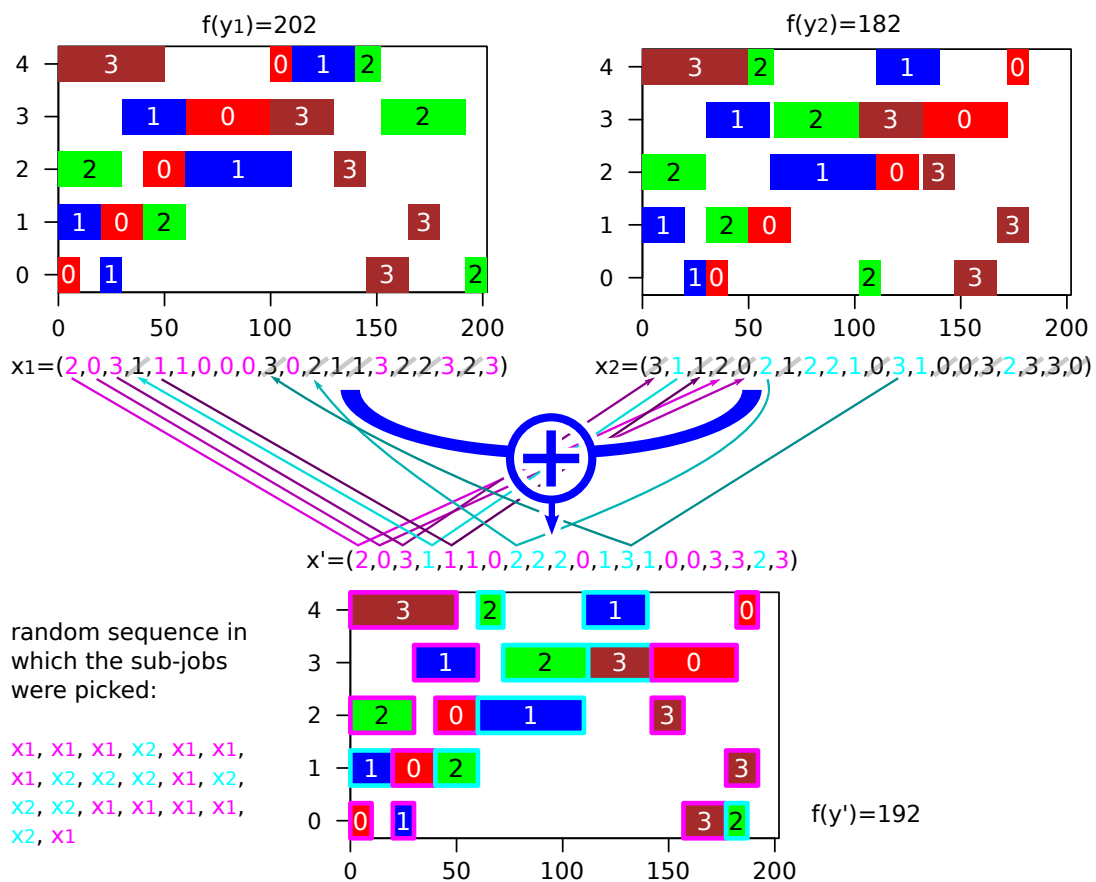 f(y1)=202
4 3 0 1 2
3 1 0 3 2
2 2 0 1 3
1 1 0 2 3
0 0 1 3 2
0 50 100 150 200
f(y2)=182
4 3 2 1 0
3 1 2 3 0
2 2 1 0 3
1 1 2 0 3
0 1 0 2 3
0 50 100 150 200
x1=(2,0,3,1,1,1,0,0,0,3,0,2,1,1,3,2,2,3,2,3)
x2=(3,1,1,2,0,2,1,2,2,1,0,3,1,0,0,3,2,3,3,0)
x'=(2,0,3,1,1,1,0,2,2,2,0,1,3,1,0,0,3,3,2,3)
random sequence in
which the sub-jobs
were picked:
x1, x1, x1, x2, x1, x1,
x1, x2, x2, x2, x1, x2,
x2, x2, x1, x1, x1, x1,
x2, x1
4 3 2 1 0
3 1 2 3 0
2 2 0 1 3
1 1 0 2 3
0 0 1 3 2
0 50 100 150 200
f(y')=192